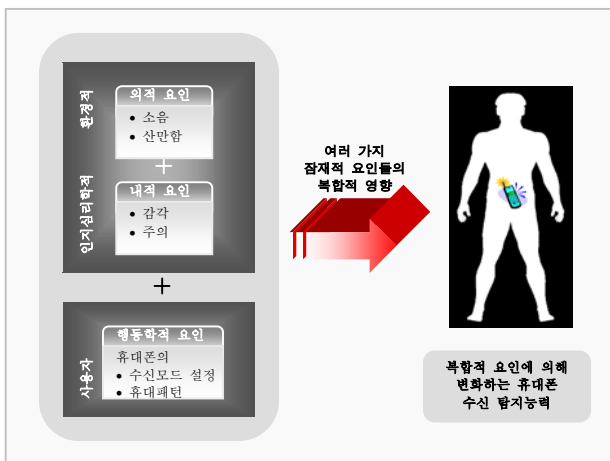 환경적
외적 요인
• 소음
• 산만함
+
인지심리학적
내적 요인
• 감각
• 주의
+
사용자
행동학적 요인
휴대폰의
• 수신모드 설정
• 휴대패턴
여러 가지
잠재적 요인들의
복합적 영향
복합적 요인에 의해
변화하는 휴대폰
수신 탐지능력